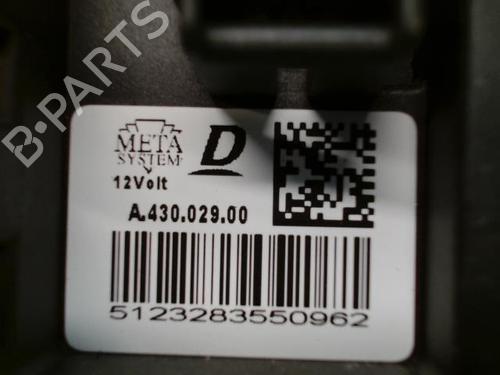 B-PARTS
META
SYSTEM
D
12Volt
A.430.029.00
5123283550962